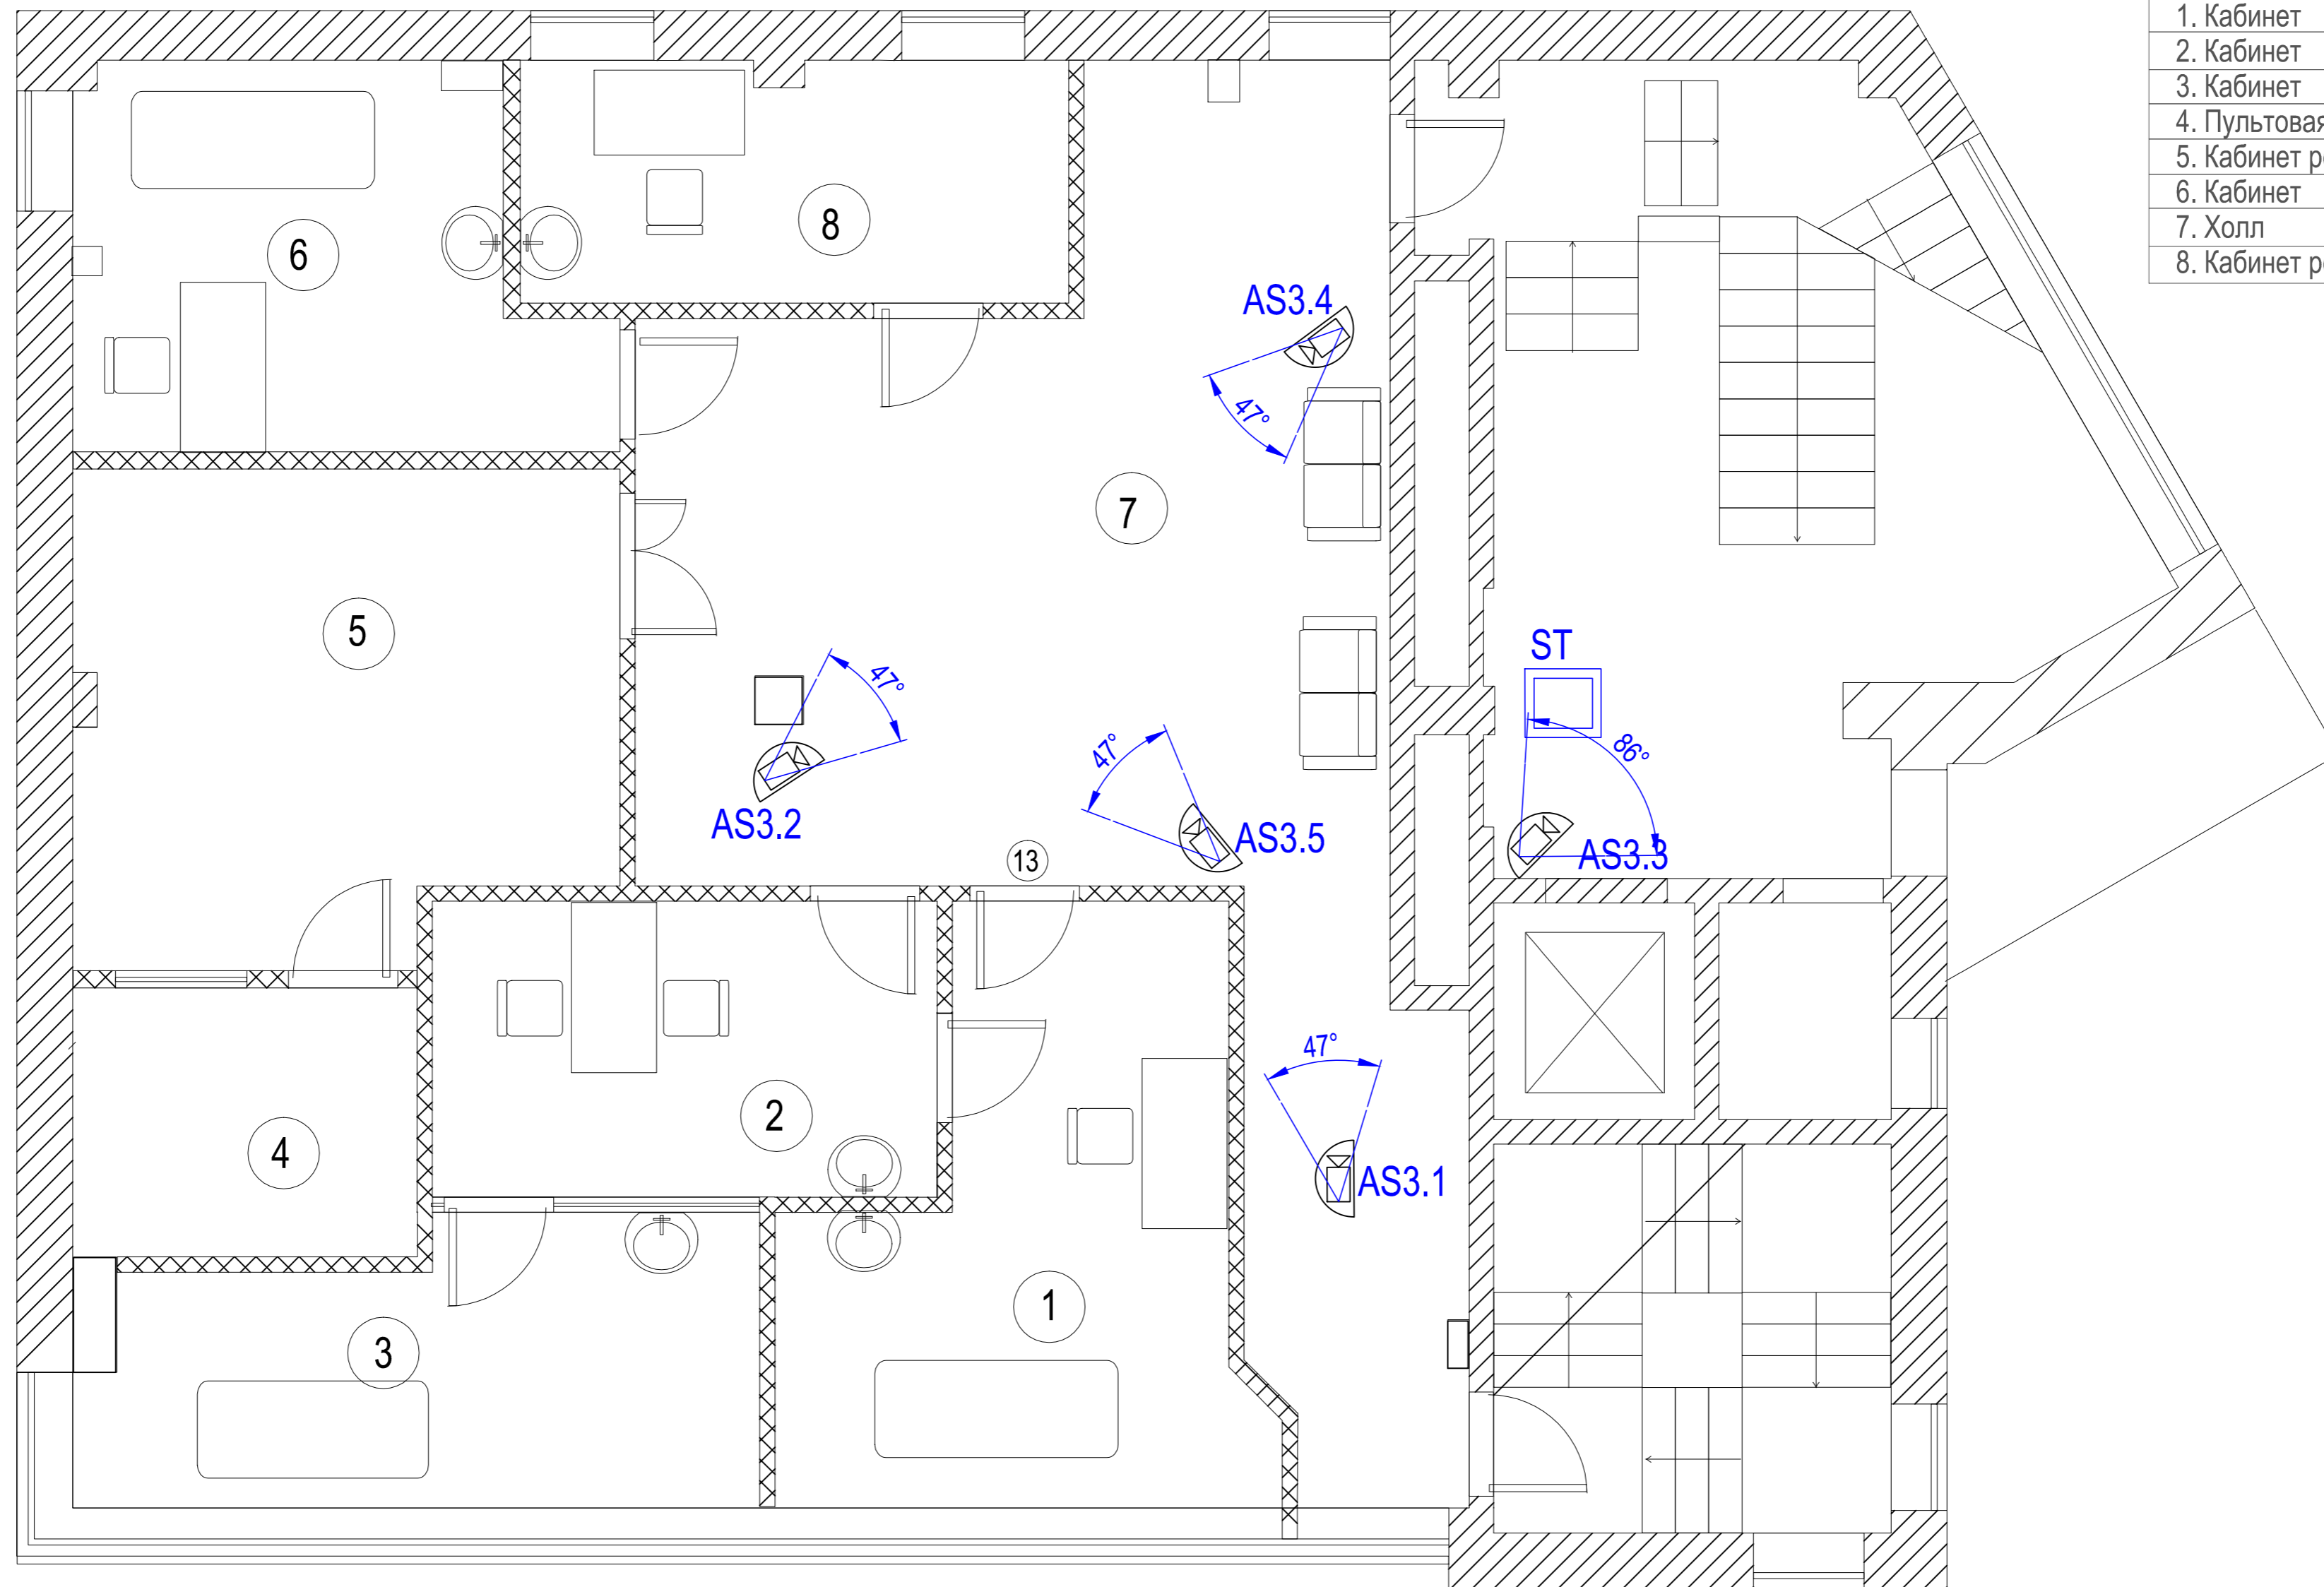 1. Кабинет
2. Кабинет
3. Кабинет
4. Пультовая
5. Кабинет
6. Кабинет
7. Холл
8. Кабинет
6
8
AS3.4
47°
7
5
ST
47°
47°
86°
AS3.2
AS3.5
AS3.3
13
47°
2
4
AS3.1
1
3